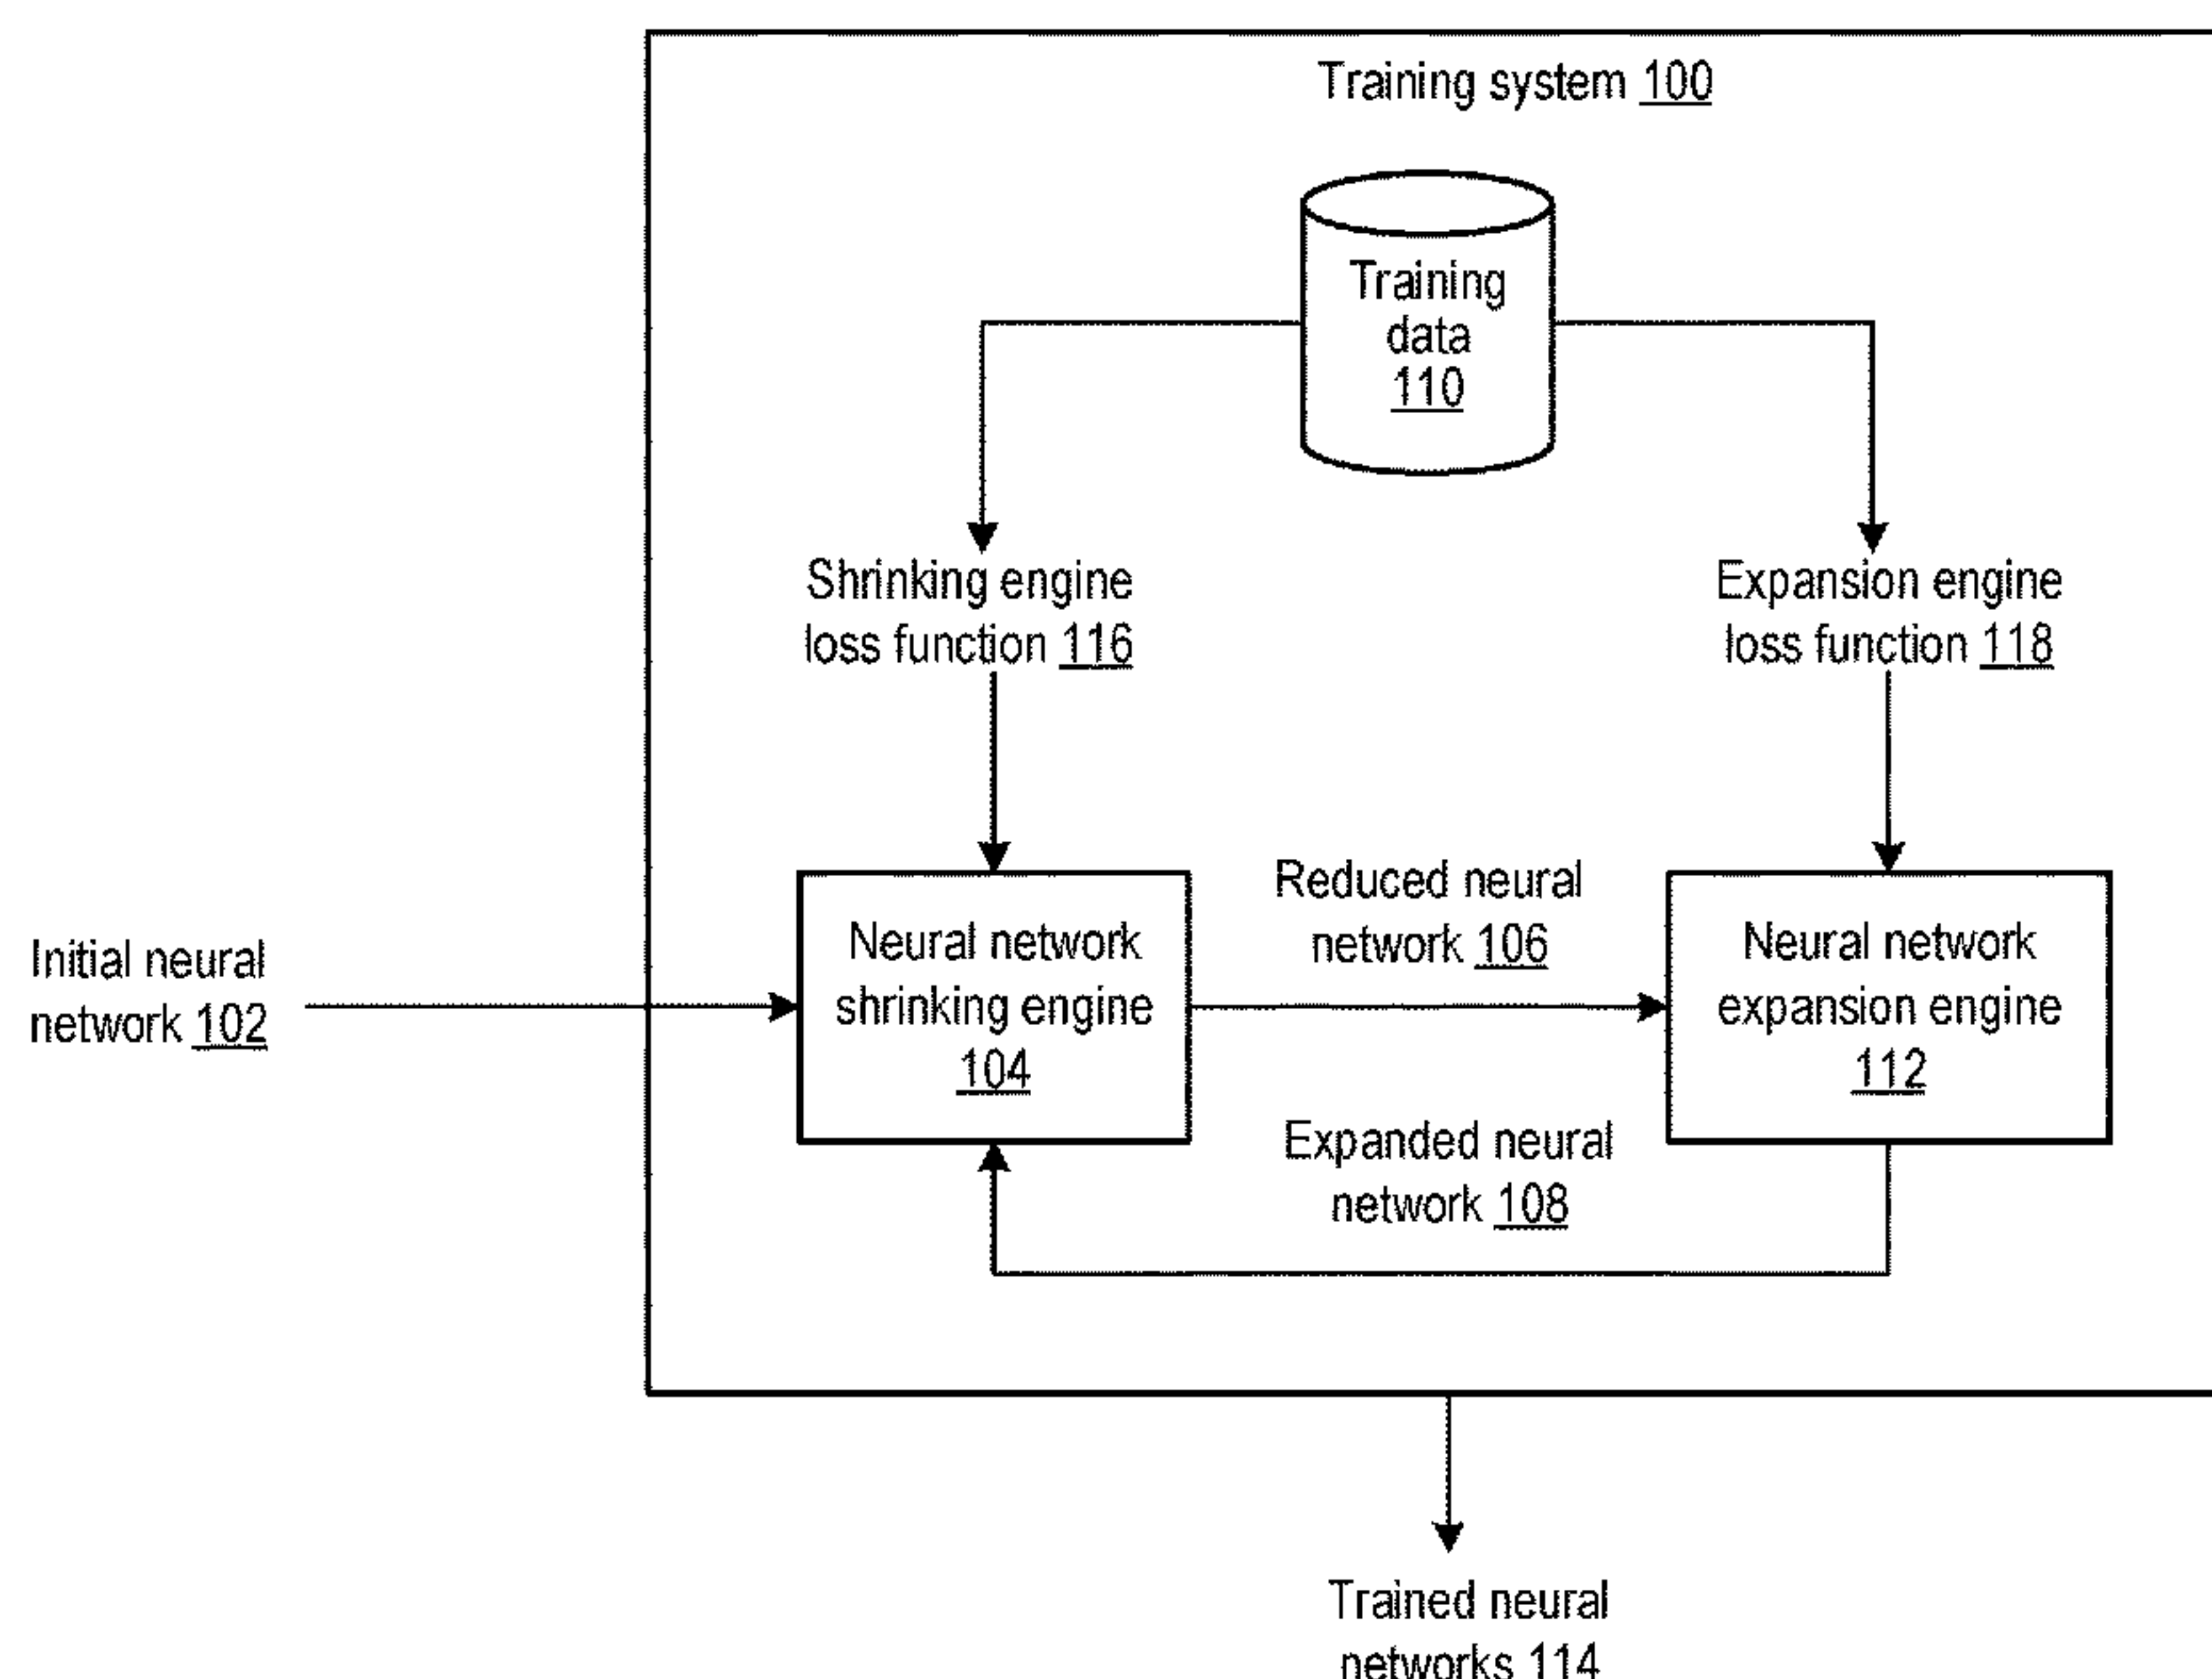 Training system 100
Training
data
110
Shrinking engine
loss function 116
Expansion engine
loss function 118
Initial neural
network 102
Neural network
shrinking engine
104
Reduced neural
network 106
Neural network
expansion engine
112
Expanded neural
network 108
Trained neural
networks 114